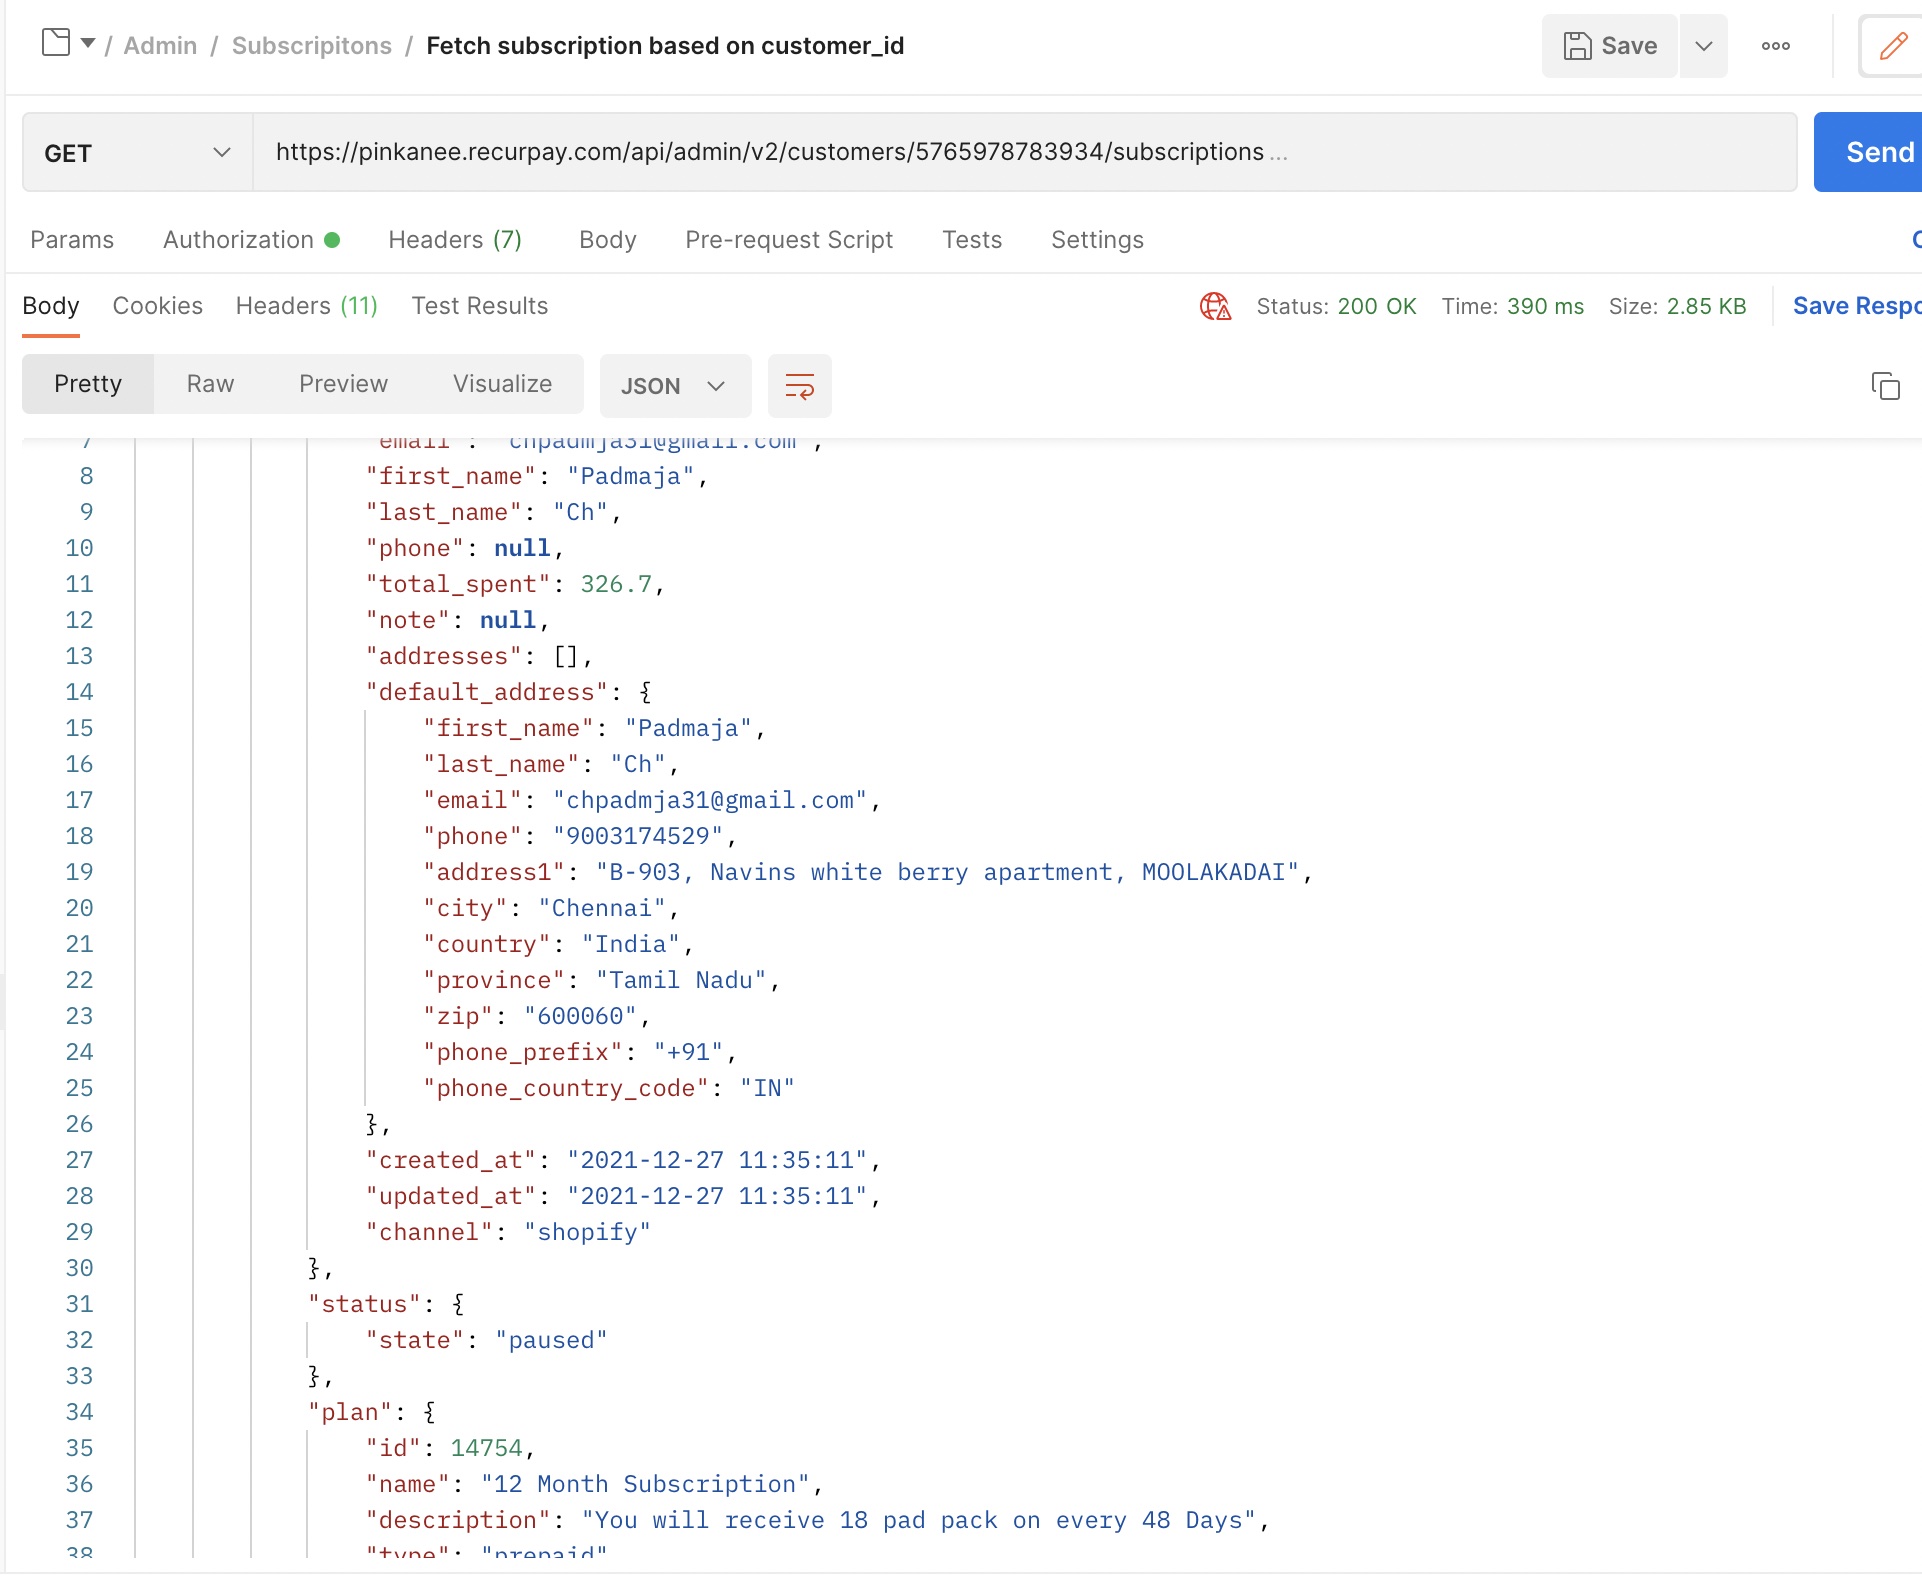 / Admin / Subscripitons / Fetch subscription based on customer_id
Save
GET
https://pinkanee.recurpay.com/api/admin/v2/customers/5765978783934/subscriptions ...
Send
Params Authorization Headers (7) Body Pre-request Script Tests Settings
Body Cookies Headers (11) Test Results
Status: 200 OK Time: 390 ms Size: 2.85 KB
Save Respo
Pretty Raw Preview Visualize JSON
7 "email": "chpadmja31@gmail.com",
8 "first_name": "Padmaja",
9 "last_name": "Ch",
10 "phone": null,
11 "total_spent": 326.7,
12 "note": null,
13 "addresses": [],
14 "default_address": {
15 "first_name": "Padmaja",
16 "last_name": "Ch",
17 "email": "chpadmja31@gmail.com",
18 "phone": "9003174529",
19 "address1": "B-903, Navins white berry apartment, MOOLAKADAI",
20 "city": "Chennai",
21 "country": "India",
22 "province": "Tamil Nadu",
23 "zip": "600060",
24 "phone_prefix": "+91",
25 "phone_country_code": "IN"
26 },
27 "created_at": "2021-12-27 11:35:11",
28 "updated_at": "2021-12-27 11:35:11",
29 "channel": "shopify"
30 },
31 "status": {
32 "state": "paused"
33 },
34 "plan": {
35 "id": 14754,
36 "name": "12 Month Subscription",
37 "description": "You will receive 18 pad pack on every 48 Days",
38 "type": "prepaid"